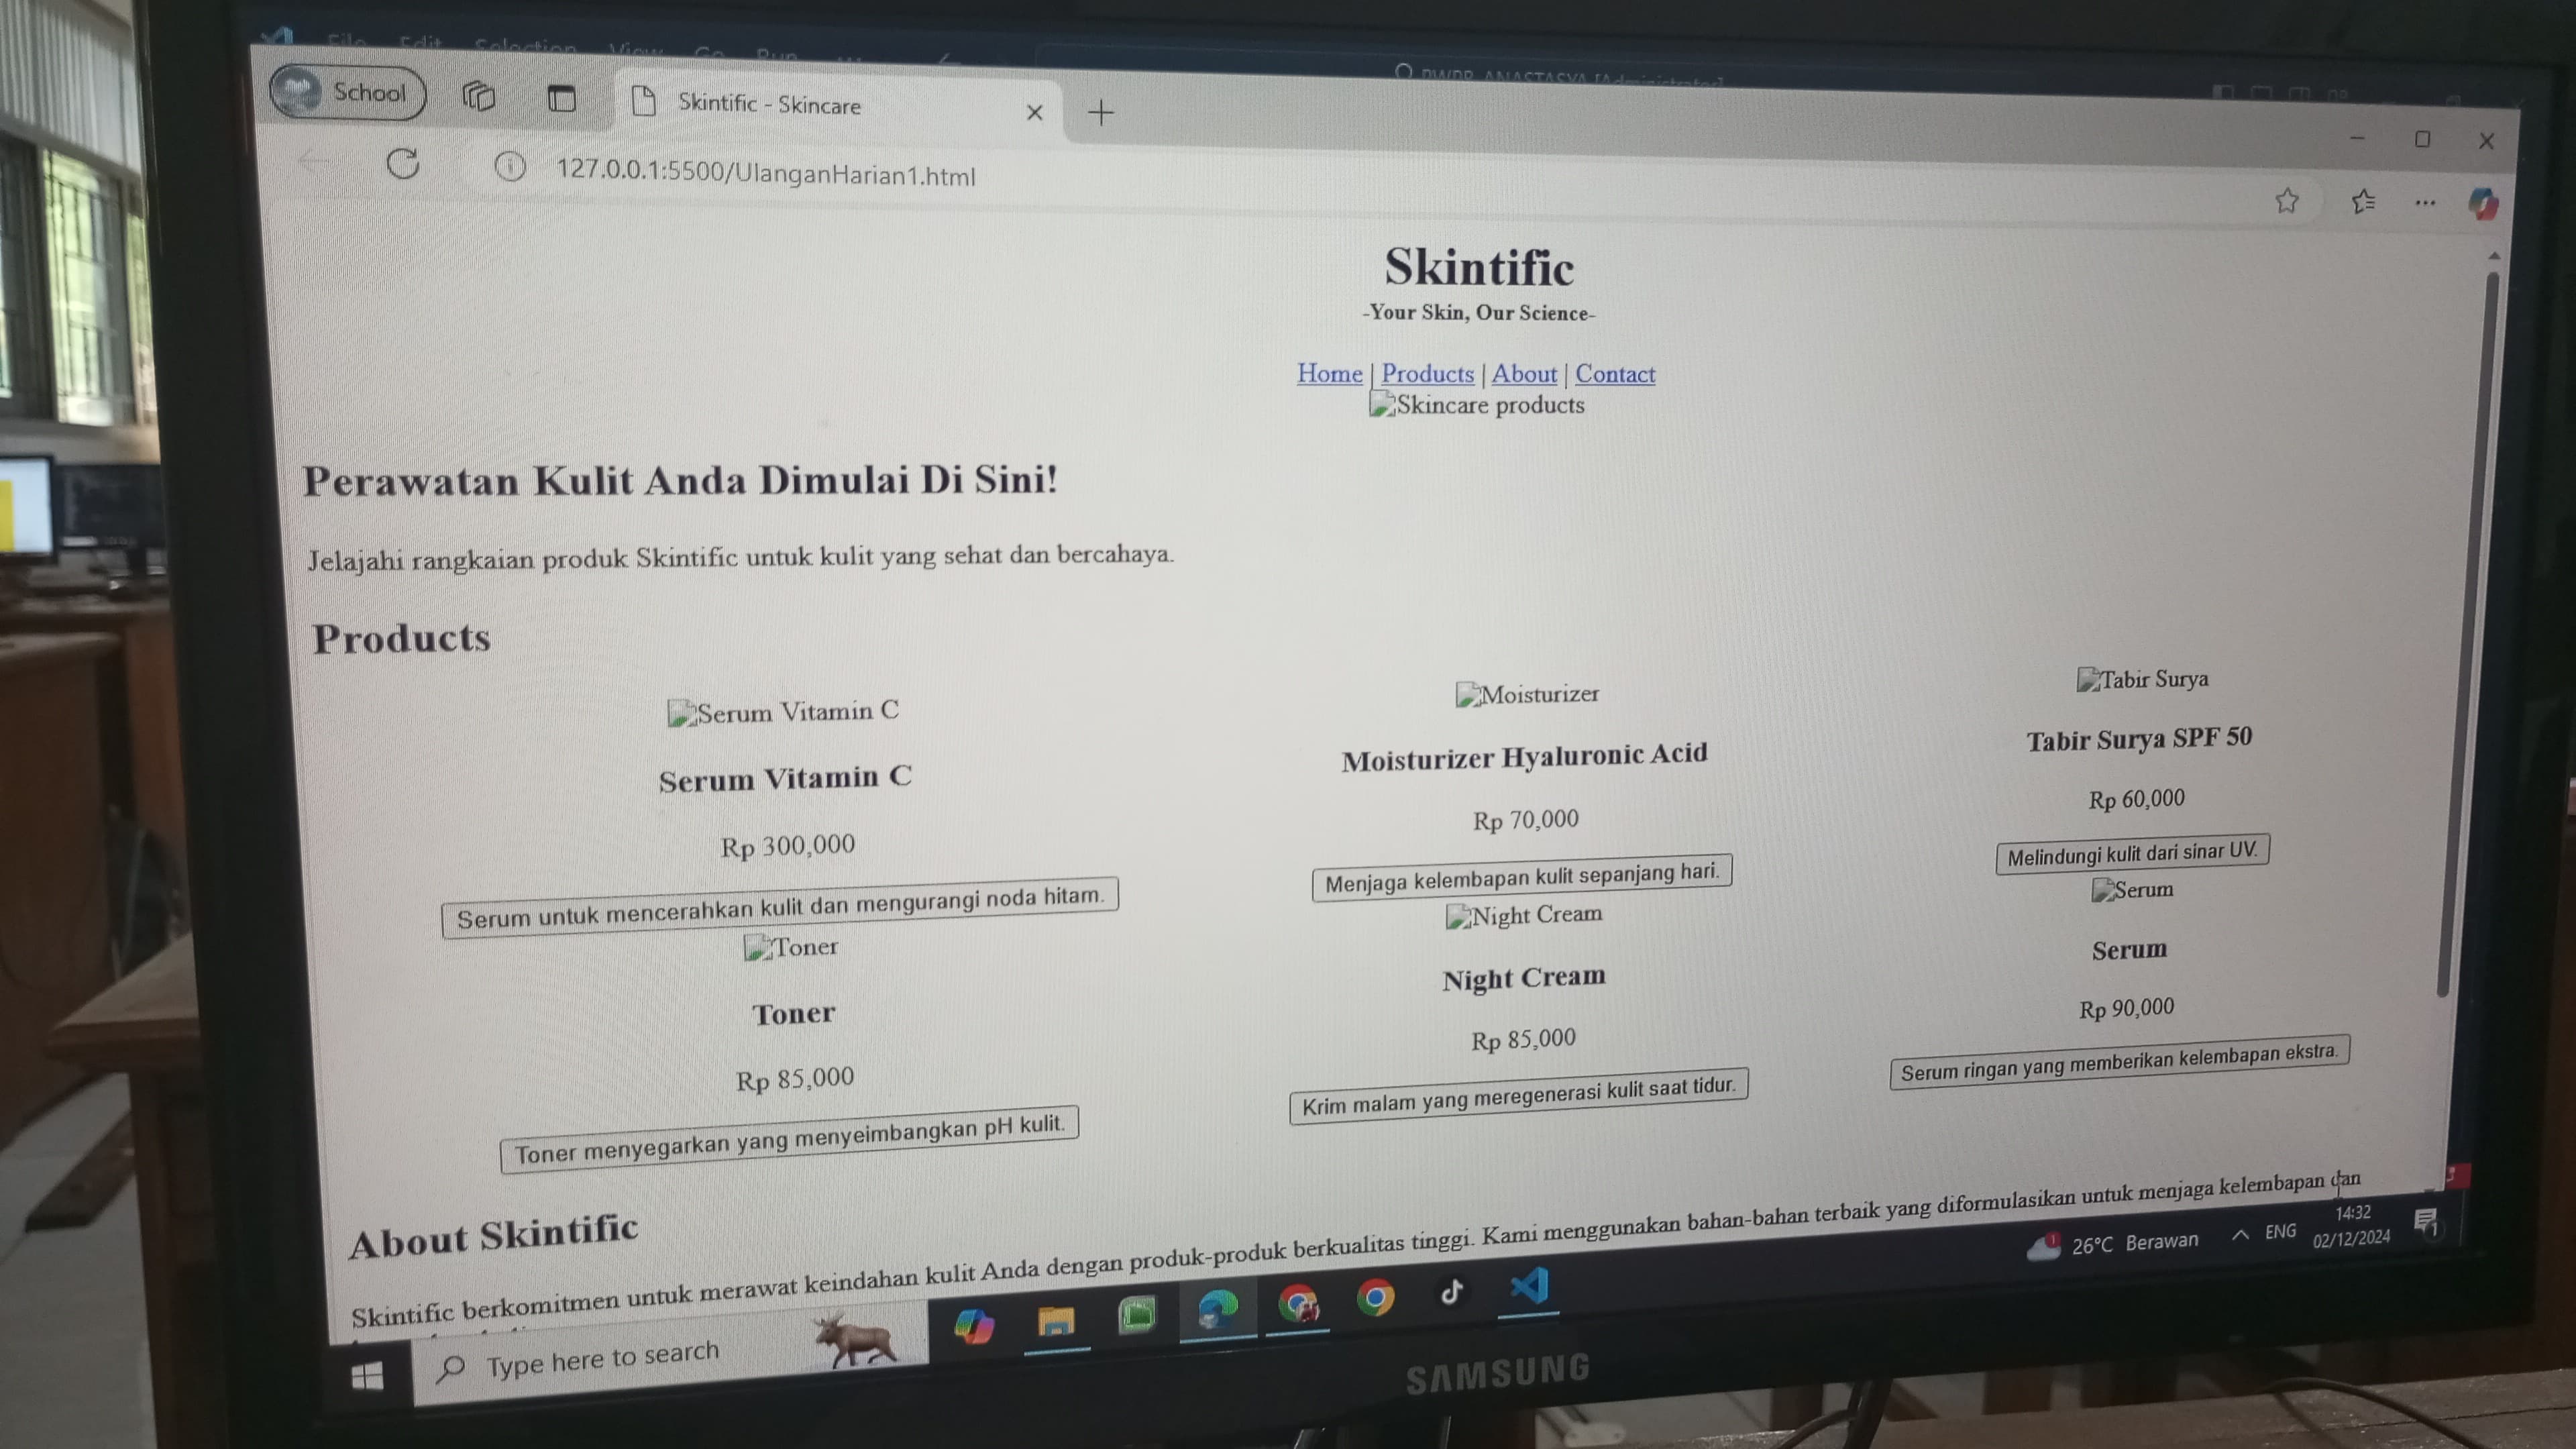 File Edit Selection View Go Run
School
Skintific - Skincare
127.0.0.1:5500/UlanganHarian1.html
Skintific
-Your Skin, Our Science-
Home | Products | About | Contact
Skincare products
Perawatan Kulit Anda Dimulai Di Sini!
Jelajahi rangkaian produk Skintific untuk kulit yang sehat dan bercahaya.
Products
Serum Vitamin C
Serum Vitamin C
Rp 300,000
Serum untuk mencerahkan kulit dan mengurangi noda hitam.
Moisturizer
Moisturizer Hyaluronic Acid
Rp 70,000
Menjaga kelembapan kulit sepanjang hari.
Tabir Surya
Tabir Surya SPF 50
Rp 60,000
Melindungi kulit dari sinar UV.
Toner
Toner
Rp 85,000
Toner menyegarkan yang menyeimbangkan pH kulit.
Night Cream
Night Cream
Rp 85,000
Krim malam yang meregenerasi kulit saat tidur.
Serum
Serum
Rp 90,000
Serum ringan yang memberikan kelembapan ekstra.
About Skintific
Skintific berkomitmen untuk merawat keindahan kulit Anda dengan produk-produk berkualitas tinggi. Kami menggunakan bahan-bahan terbaik yang diformulasikan untuk menjaga kelembapan dan
Type here to search
1
26°C Berawan
ENG
14:32
02/12/2024
1
SAMSUNG